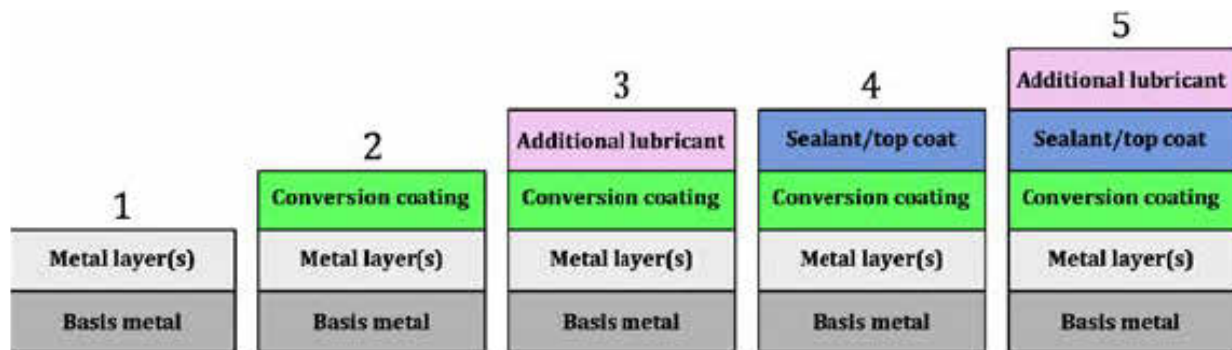 5
Additional lubricant
3
4
Additional lubricant
Sealant/top coat
Sealant/top coat
2
Conversion coating
Conversion coating
Conversion coating
Conversion coating
1
Metal layer(s)
Metal layer(s)
Metal layer(s)
Metal layer(s)
Metal layer(s)
Basis metal
Basis metal
Basis metal
Basis metal
Basis metal